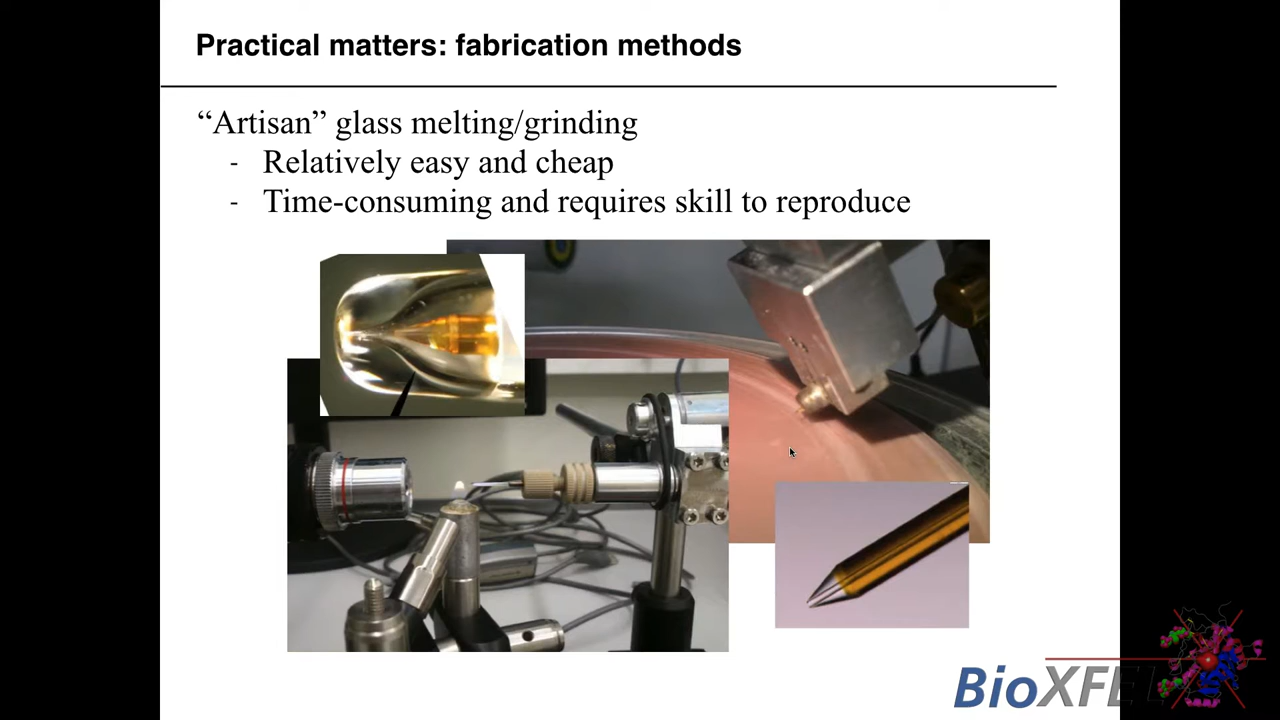 Practical matters: fabrication methods
“Artisan” glass melting/grinding
- Relatively easy and cheap
- Time-consuming and requires skill to reproduce
BioXFEL